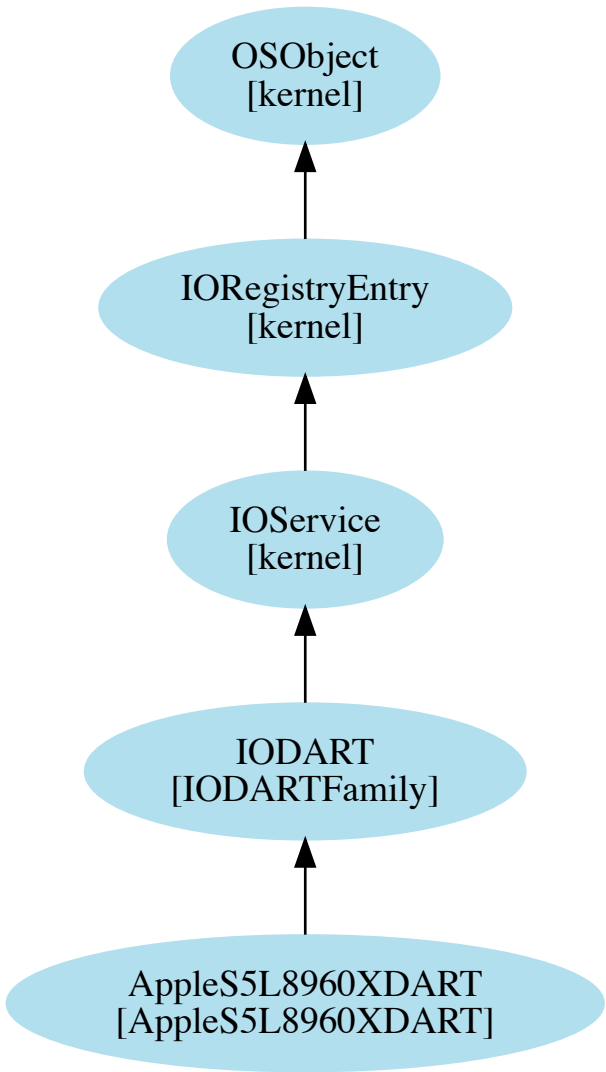 OSObject
[kernel]
IORegistryEntry
[kernel]
IOService
[kernel]
IODART
[IODARTFamily]
AppleS5L8960XDART
[AppleS5L8960XDART]